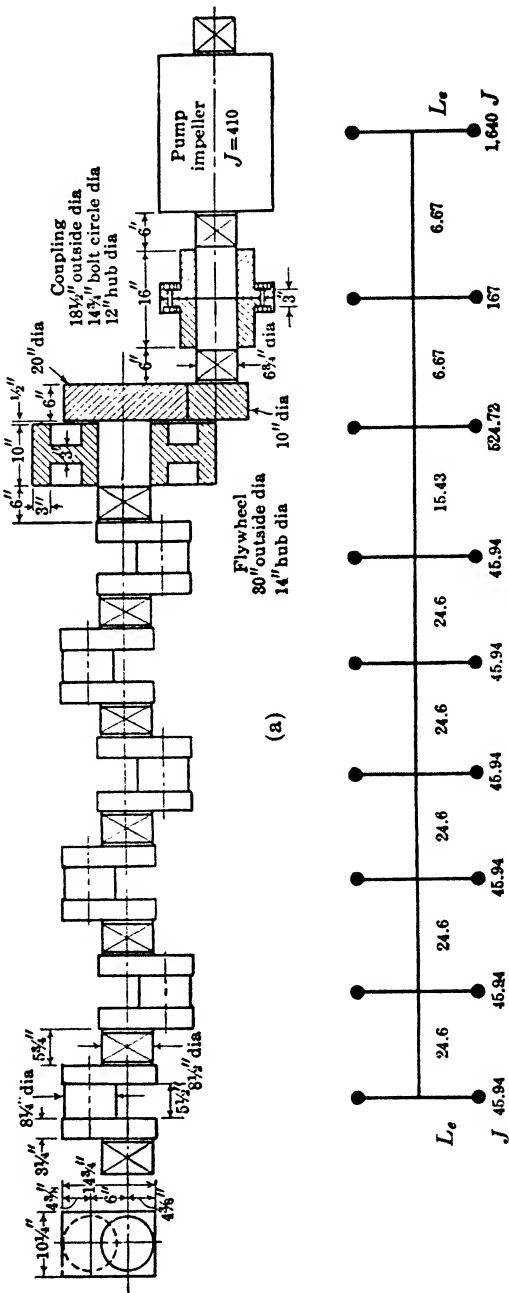 10¼"
4⅜"
14¾"
6"
4⅜"
3¼"
8¼" dia
5½"
8½" dia
5¾"
6"
3"
10"
3"
½"
6"
20" dia
Flywheel
30" outside dia
14" hub dia
10" dia
6"
6¾" dia
16"
3"
6"
Coupling
18½" outside dia
14¾" bolt circle dia
12" hub dia
Pump
impeller
J=410
(a)
Le 24.6 24.6 24.6 24.6 24.6 15.43 6.67 6.67 Le
J 45.94 45.94 45.94 45.94 45.94 45.94 524.72 167 1,640 J